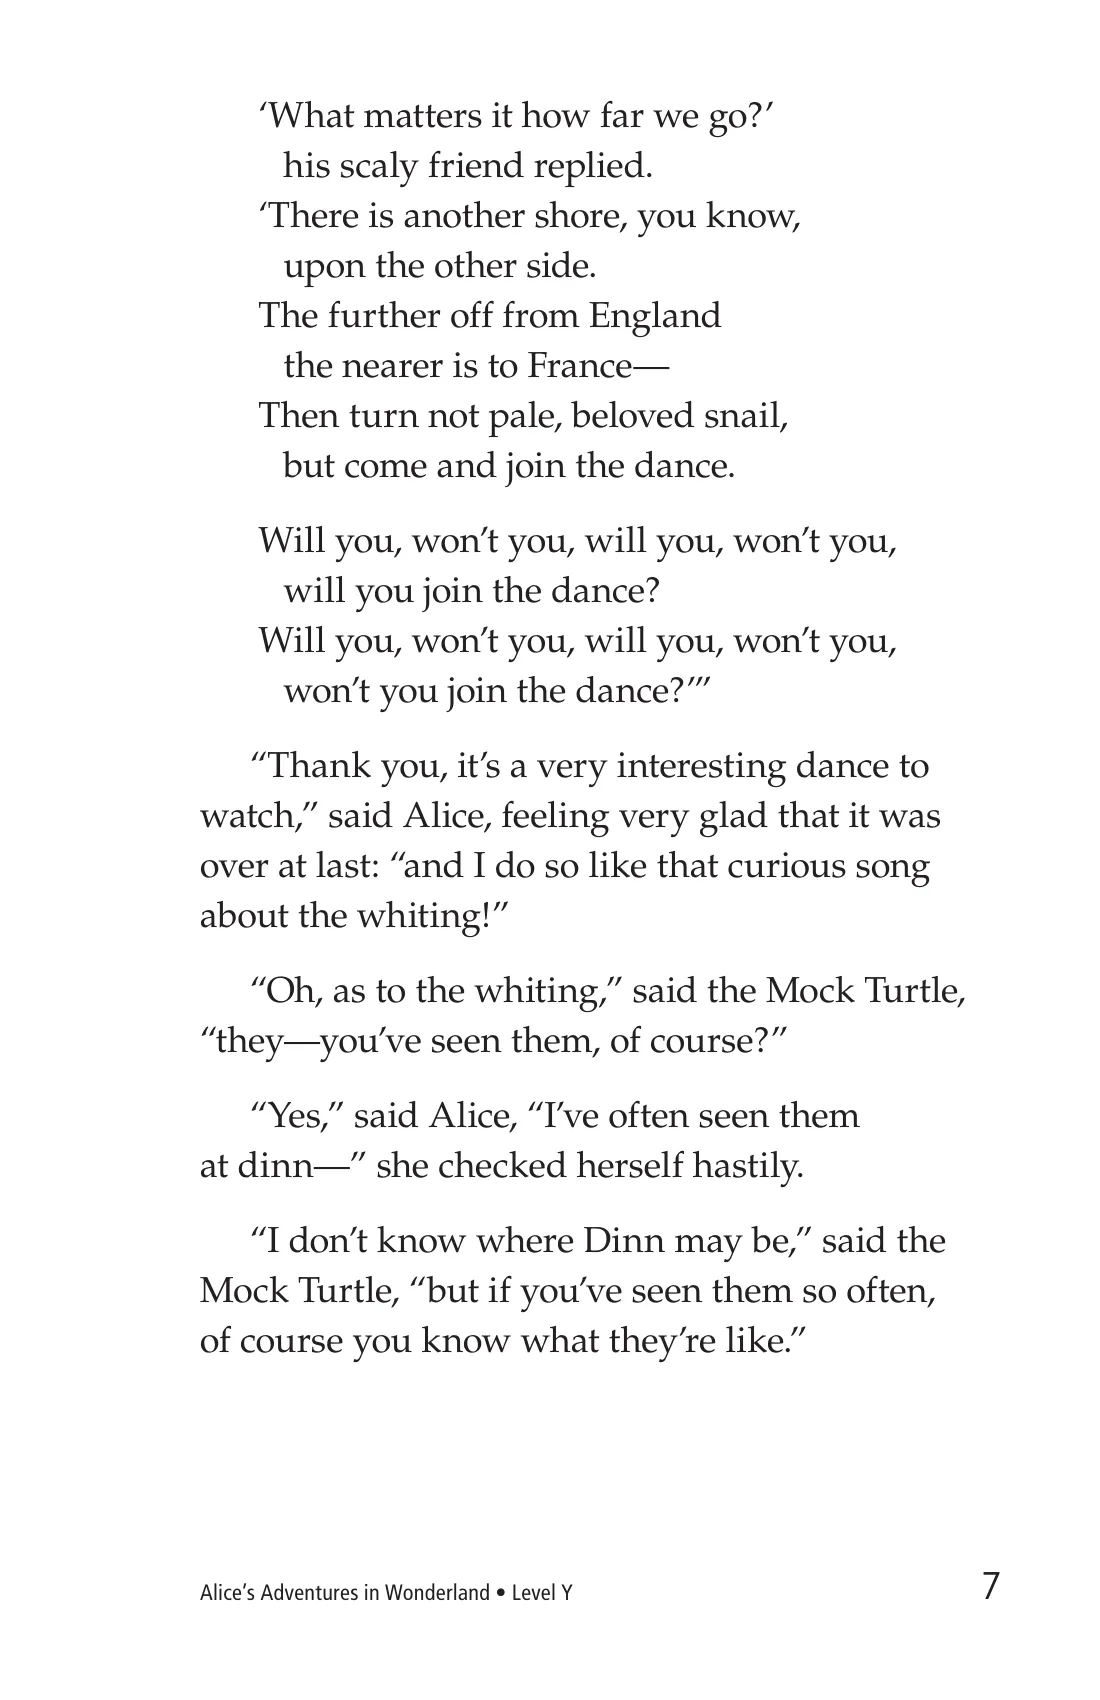 ‘What matters it how far we go?’
his scaly friend replied.
‘There is another shore, you know,
upon the other side.
The further off from England
the nearer is to France—
Then turn not pale, beloved snail,
but come and join the dance.
Will you, won’t you, will you, won’t you,
will you join the dance?
Will you, won’t you, will you, won’t you,
won’t you join the dance?’”
“Thank you, it’s a very interesting dance to
watch,” said Alice, feeling very glad that it was
over at last: “and I do so like that curious song
about the whiting!”
“Oh, as to the whiting,” said the Mock Turtle,
“they—you’ve seen them, of course?”
“Yes,” said Alice, “I’ve often seen them
at dinn—” she checked herself hastily.
“I don’t know where Dinn may be,” said the
Mock Turtle, “but if you’ve seen them so often,
of course you know what they’re like.”
Alice’s Adventures in Wonderland • Level Y
7